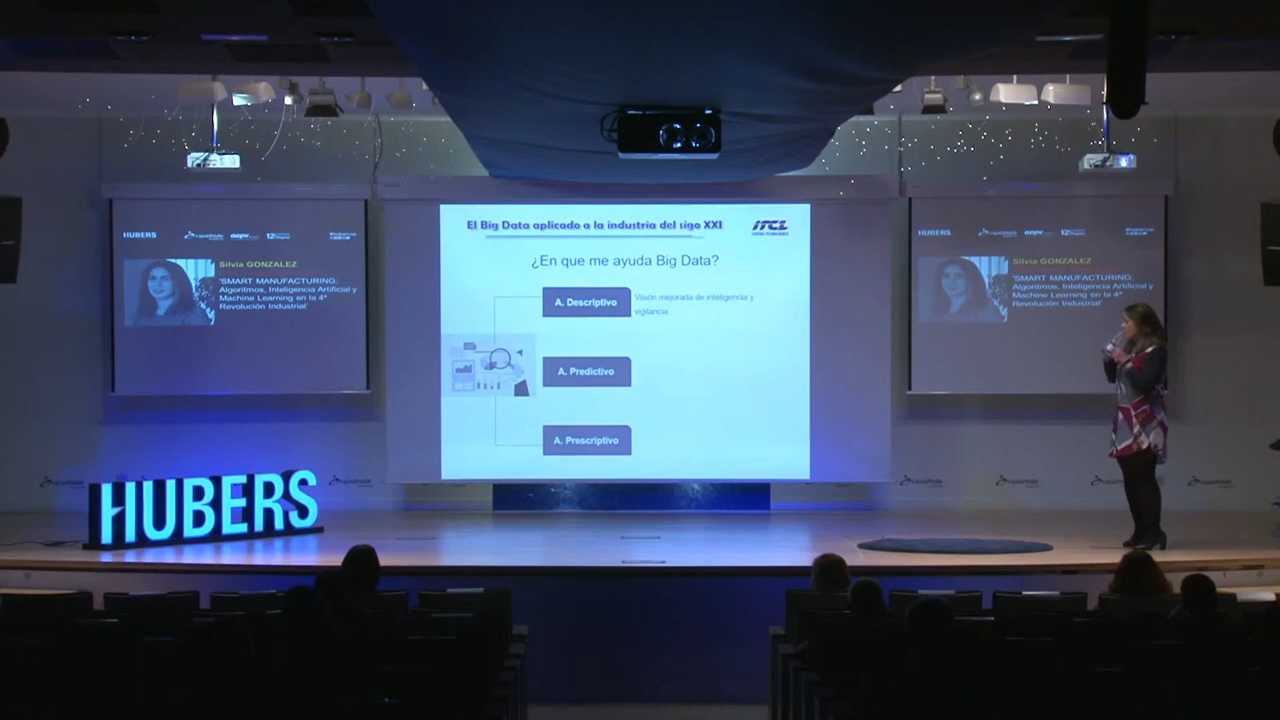 HUBERS
Silvia GONZALEZ
'SMART MANUFACTURING:
Algoritmos, Inteligencia Artificial y
Machine Learning en la 4ª
Revolución Industrial'
El Big Data aplicado a la industria del sigo XXI
ITCL
¿En que me ayuda Big Data?
A. Descriptivo
Visión mejorada de inteligencia y
vigilancia.
A. Predictivo
A. Prescriptivo
HUBERS
Silvia GONZALEZ
'SMART MANUFACTURING:
Algoritmos, Inteligencia Artificial y
Machine Learning en la 4ª
Revolución Industrial'
HUBERS